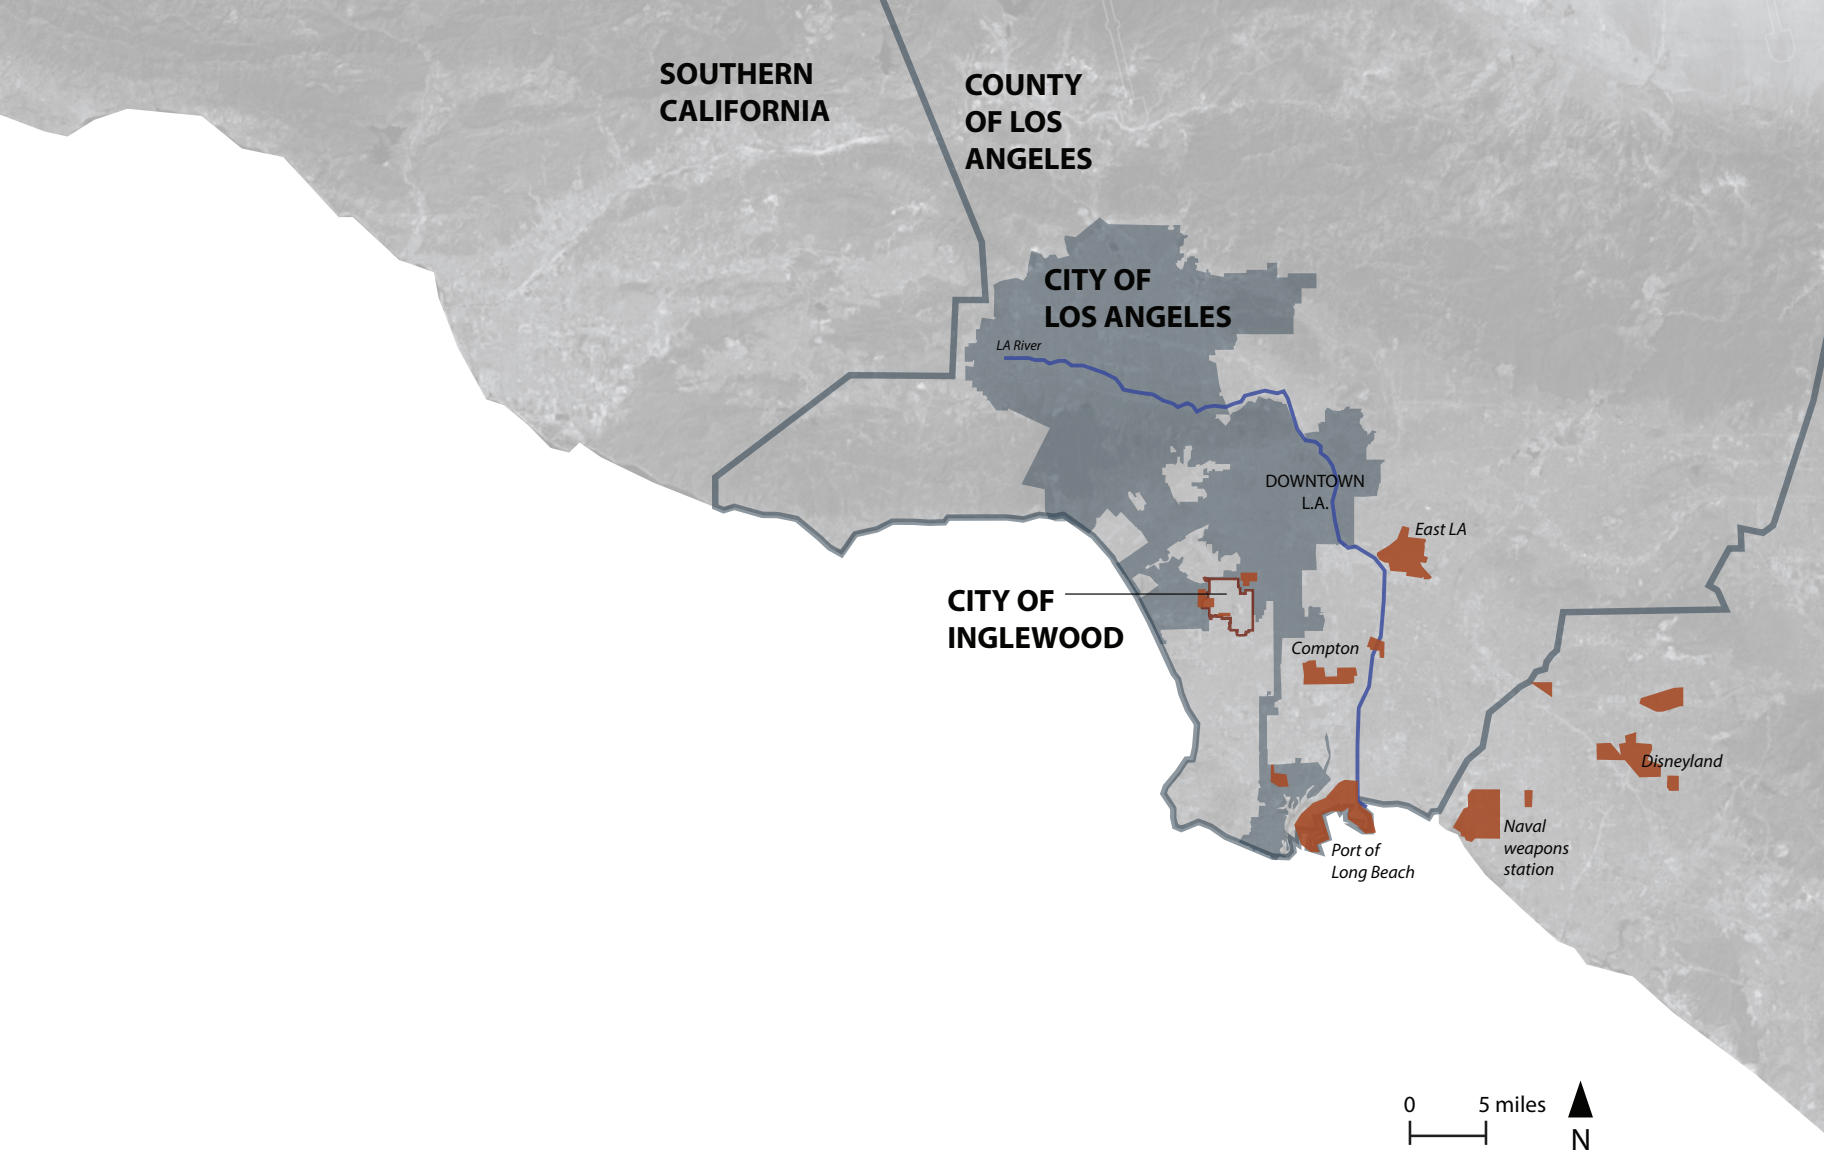 SOUTHERN
CALIFORNIA
COUNTY
OF LOS
ANGELES
CITY OF
LOS ANGELES
LA River
DOWNTOWN
L.A.
East LA
CITY OF
INGLEWOOD
Compton
Disneyland
Naval
weapons
station
Port of
Long Beach
0 5 miles
N